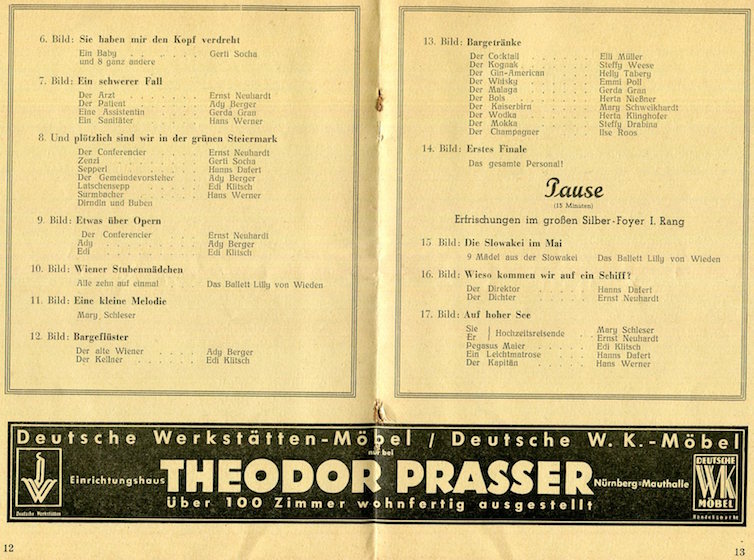 6. Bild: Sie haben mir den Kopf verdreht
Ein Baby . . . . . . Gerti Socha
und 8 ganz andere
7. Bild: Ein schwerer Fall
Der Arzt . . . . . . Ernst Neuhardt
Der Patient . . . . . Ady Berger
Eine Assistentin . . . . . Gerda Gran
Ein Sanitäter . . . . . Hans Werner
8. Und plötzlich sind wir in der grünen Steiermark
Der Conferencier . . . . Ernst Neuhardt
Zenzi . . . . . . Gerti Socha
Sepperl . . . . . . Hanns Dafert
Der Gemeindevorsteher . . Ady Berger
Latschensepp . . . . . Edi Klitsch
Surmbacher . . . . . Hans Werner
Dirndln und Buben
9. Bild: Etwas über Opern
Der Conferencier . . . . Ernst Neuhardt
Ady . . . . . . . Ady Berger
Edi . . . . . . . Edi Klitsch
10. Bild: Wiener Stubenmädchen
Alle zehn auf einmal . . . . Das Ballett Lilly von Wieden
11. Bild: Eine kleine Melodie
Mary Schleser
12. Bild: Bargeflüster
Der alte Wiener . . . . Ady Berger
Der Kellner . . . . . . Edi Klitsch
13. Bild: Bargetränke
Der Cocktail . . . . . Elli Müller
Der Kognak . . . . . Steffy Weese
Der Gin-American . . . . Helly Tabery
Der Whisky . . . . . Emmi Poll
Der Malaga . . . . . Gerda Gran
Der Bols . . . . . . Herta Nießner
Der Kaiserbirn . . . . Mary Schweikhardt
Der Wodka . . . . . Herta Klinghofer
Der Mokka . . . . . Steffy Drabina
Der Champagner . . . . Ilse Roos
14. Bild: Erstes Finale
Das gesamte Personal!
Pause
(15 Minuten)
Erfrischungen im großen Silber-Foyer I. Rang
15 Bild: Die Slowakei im Mai
9 Mädel aus der Slowakei Das Ballett Lilly von Wieden
16. Bild: Wieso kommen wir auf ein Schiff?
Der Direktor . . . . . Hanns Dafert
Der Dichter . . . . . Ernst Neuhardt
17. Bild: Auf hoher See
Sie | Hochzeitsreisende . . Mary Schleser
Er | Ernst Neuhardt
Pegasus Maier . . . . Edi Klitsch
Ein Leichtmatrose . . . . Hanns Dafert
Der Kapitän . . . . . Hans Werner
Deutsche Werkstätten-Möbel / Deutsche W. K.-Möbel
nur bei
Einrichtungshaus THEODOR PRASSER Nürnberg=Mauthalle
Über 100 Zimmer wohnfertig ausgestellt
DW
Deutsche Werkstätten
DEUTSCHE
WK
MÖBEL
Handelsmarke
12
13